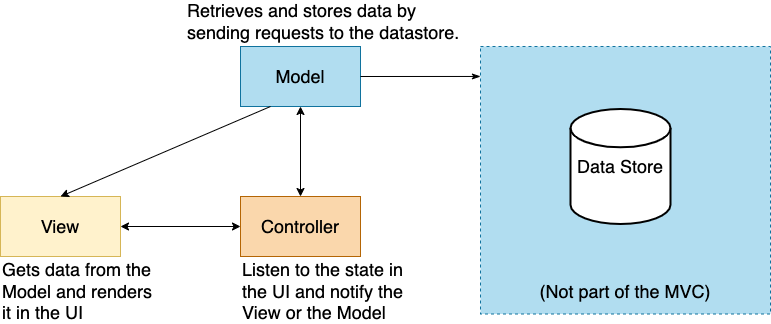 Retrieves and stores data by
sending requests to the datastore.
Model
Data Store
View
Controller
Gets data from the
Model and renders
it in the UI
Listen to the state in
the UI and notify the
View or the Model
(Not part of the MVC)